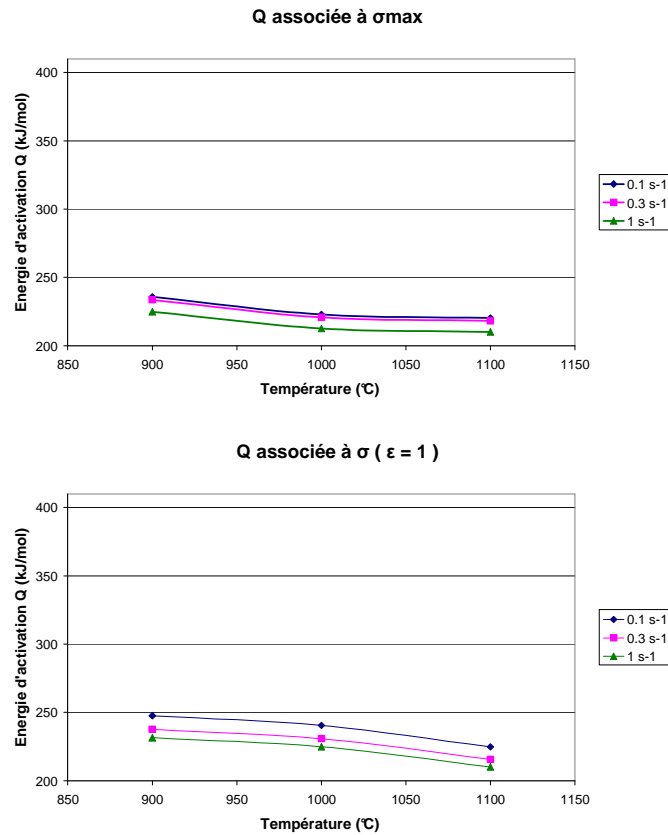 Q associée à σmax
Energie d'activation Q (kJ/mol)
400
350
300
250
200
850 900 950 1000 1050 1100 1150
Température (°C)
0.1 s-1
0.3 s-1
1 s-1
Q associée à σ ( ε = 1 )
Energie d'activation Q (kJ/mol)
400
350
300
250
200
850 900 950 1000 1050 1100 1150
Température (°C)
0.1 s-1
0.3 s-1
1 s-1